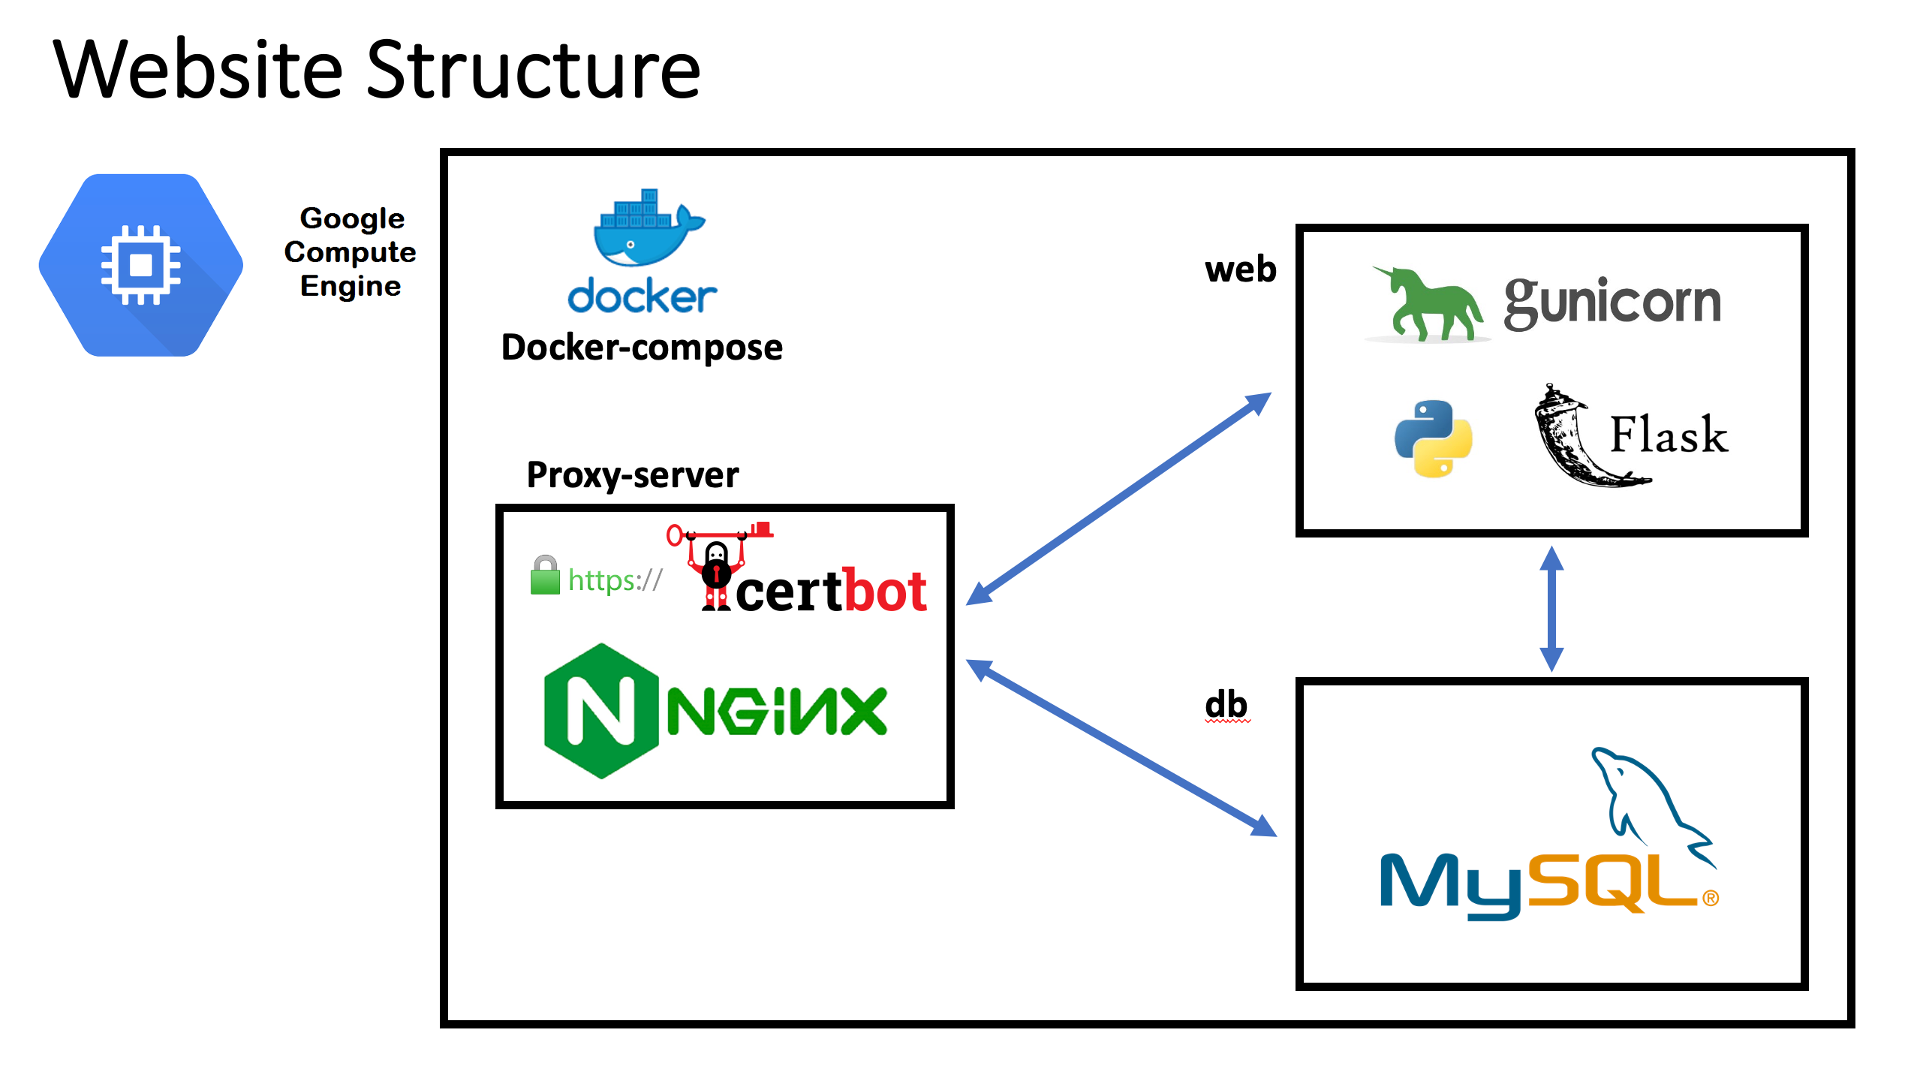 Website Structure
Google
Compute
Engine
docker
Docker-compose
web
gunicorn
Flask
Proxy-server
https://
certbot
N
NGINX
db
MySQL®